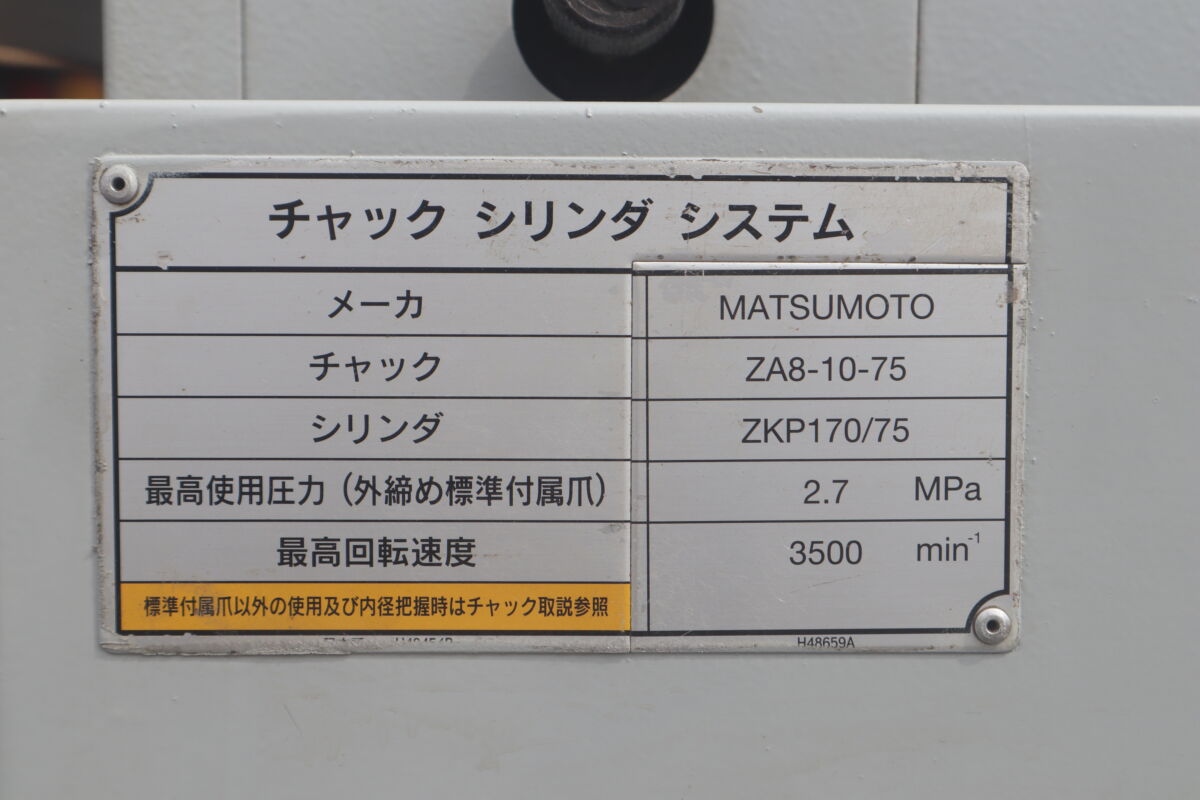 チャック シリンダ システム
メーカ MATSUMOTO
チャック ZA8-10-75
シリンダ ZKP170/75
最高使用圧力（外締め標準付属爪） 2.7 MPa
最高回転速度 3500 min⁻¹
標準付属爪以外の使用及び内径把握時はチャック取説参照
H48659A